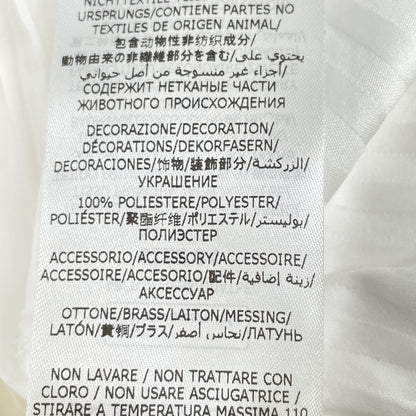 NICHTTEXTILE TEILE
URSPRUNGS/CONTIENE PARTES NO
TEXTILES DE ORIGEN ANIMAL/
包含动物性非纺织成分/
動物由来の非繊維部分を含む/يحتوي على
أجزاء غير منسوجة من أصل حيواني/
СОДЕРЖИТ НЕТКАНЫЕ ЧАСТИ
ЖИВОТНОГО ПРОИСХОЖДЕНИЯ
DECORAZIONE/DECORATION/
DÉCORATIONS/DEKORFASERN/
DECORACIONES/饰物/装飾部分/الزركشة/
УКРАШЕНИЕ
100% POLIESTERE/POLYESTER/
POLIÉSTER/聚酯纤维/ポリエステル/بوليستر/
ПОЛИЭСТЕР
ACCESSORIO/ACCESSORY/ACCESSOIRE/
ACCESSOIRE/ACCESORIO/配件/زينة إضافية/
АКСЕССУАР
OTTONE/BRASS/LAITON/MESSING/
LATÓN/黄铜/ブラス/نحاس أصفر/ЛАТУНЬ
NON LAVARE / NON TRATTARE CON
CLORO / NON USARE ASCIUGATRICE /
STIRARE A TEMPERATURA MASSIMA 110